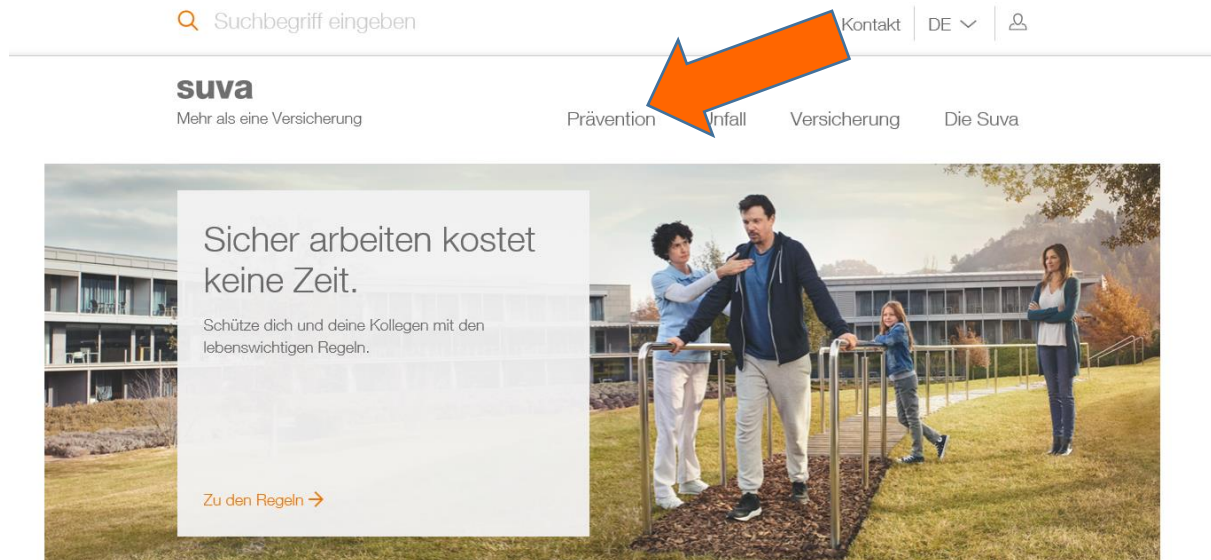 Suchbegriff eingeben
Kontakt DE
suva
Mehr als eine Versicherung
Prävention Unfall Versicherung Die Suva
Sicher arbeiten kostet
keine Zeit.
Schütze dich und deine Kollegen mit den
lebenswichtigen Regeln.
Zu den Regeln →